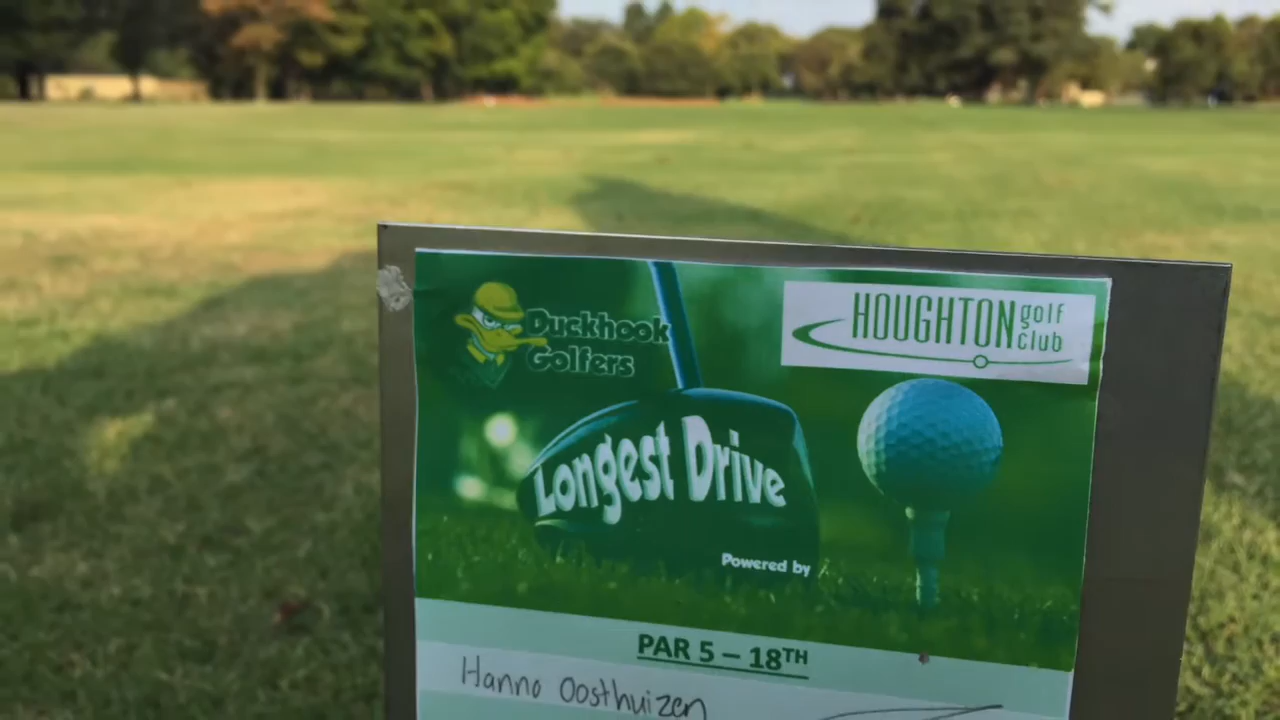 Duckhook
Golfers
HOUGHTON golf
club
Longest Drive
Powered by
PAR 5 – 18TH
Hanno Oosthuizen